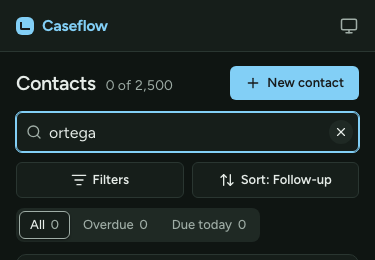 Caseflow
Contacts 0 of 2,500
New contact
ortega
Filters
Sort: Follow-up
All 0 Overdue 0 Due today 0